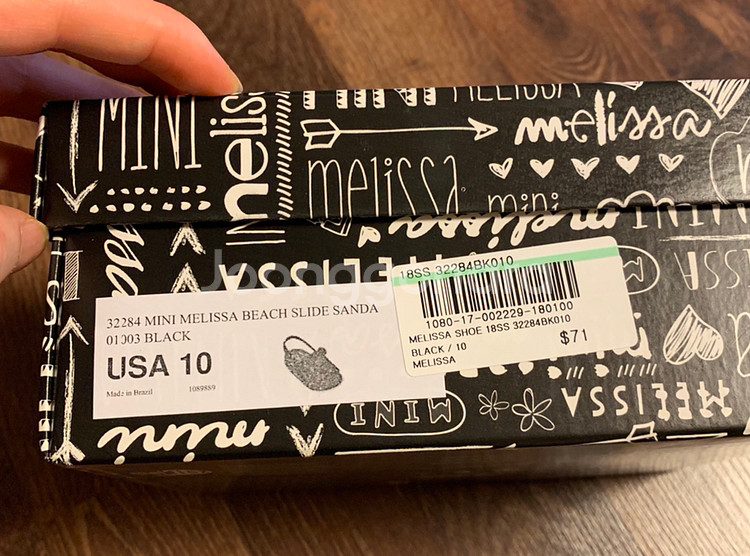 MINI
melissa
MELISSA
melissa
melissa
mini
melissa
MINI
MELISSA
18SS 32284BK010
1080-17-002229-180100
MELISSA SHOE 18SS 32284BK010
BLACK / 10
$71
MELISSA
32284 MINI MELISSA BEACH SLIDE SANDA
01003 BLACK
USA 10
Made in Brazil 1089889
MELISSA
MINI
mini